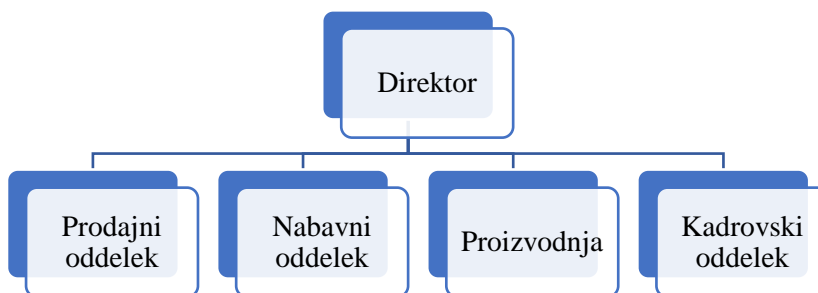 Direktor
Prodajni
oddelek
Nabavni
oddelek
Proizvodnja
Kadrovski
oddelek